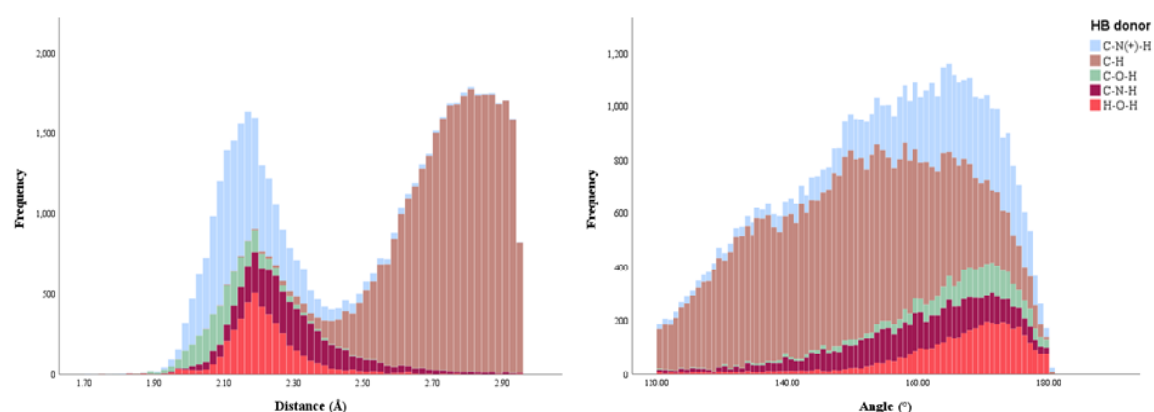 HB donor
C-N(+)-H
C-H
C-O-H
C-N-H
H-O-H
Frequency
2,000
1,500
1,000
500
0
1.70 1.90 2.10 2.30 2.50 2.70 2.90
Distance (Å)
Frequency
1,200
1,000
800
600
400
200
0
120.00 140.00 160.00 180.00
Angle (°)